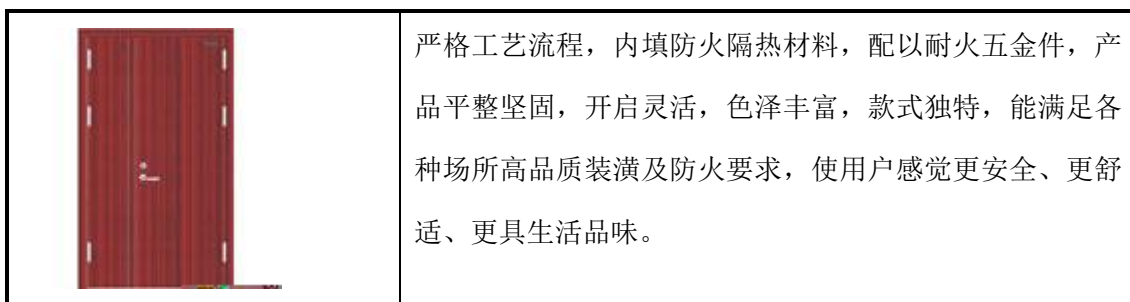 严格工艺流程，内填防火隔热材料，配以耐火五金件，产
品平整坚固，开启灵活，色泽丰富，款式独特，能满足各
种场所高品质装潢及防火要求，使用户感觉更安全、更舒
适、更具生活品味。